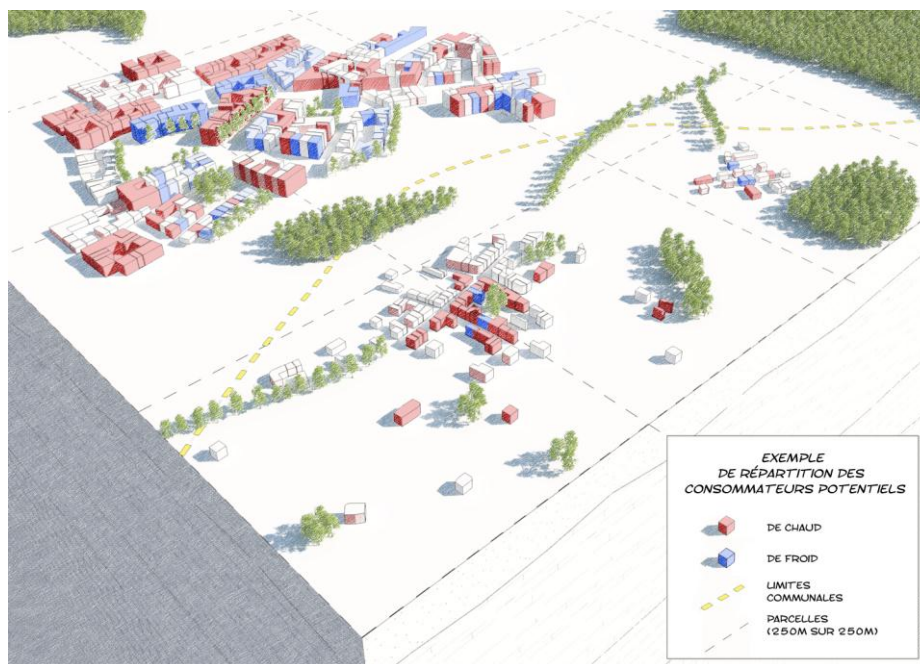 EXEMPLE
DE RÉPARTITION DES
CONSOMMATEURS POTENTIELS
DE CHAUD
DE FROID
LIMITES
COMMUNALES
PARCELLES
(250M SUR 250M)